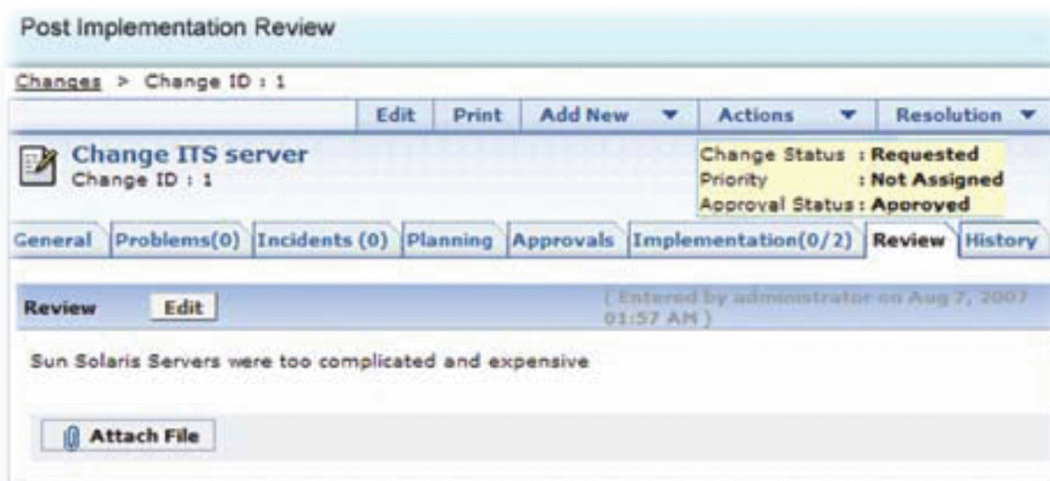 Post Implementation Review
Changes > Change ID : 1
Edit Print Add New Actions Resolution
Change ITS server
Change ID : 1
Change Status : Requested
Priority : Not Assigned
Approval Status : Approved
General Problems(0) Incidents (0) Planning Approvals Implementation(0/2) Review History
Review Edit ( Entered by administrator on Aug 7, 2007
01:57 AM )
Sun Solaris Servers were too complicated and expensive
Attach File